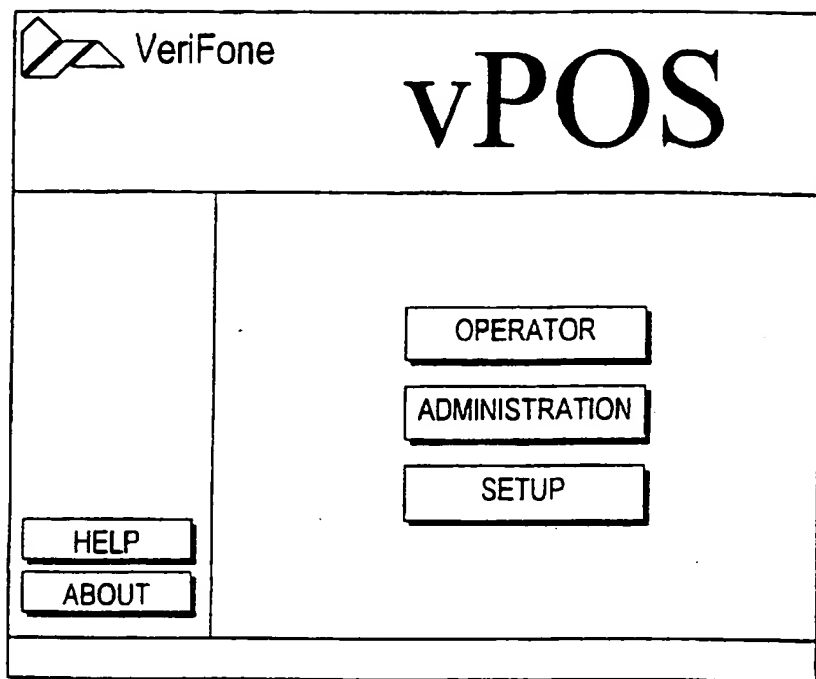 VeriFone
vPOS
OPERATOR
ADMINISTRATION
SETUP
HELP
ABOUT